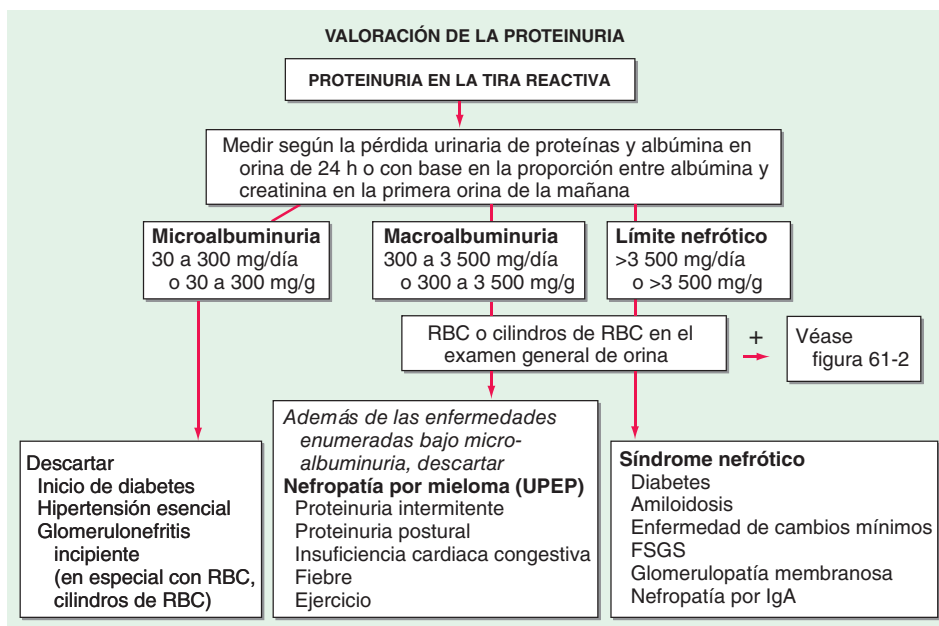 VALORACIÓN DE LA PROTEINURIA
PROTEINURIA EN LA TIRA REACTIVA
Medir según la pérdida urinaria de proteínas y albúmina en
orina de 24 h o con base en la proporción entre albúmina y
creatinina en la primera orina de la mañana
Microalbuminuria
30 a 300 mg/día
o 30 a 300 mg/g
Macroalbuminuria
300 a 3 500 mg/día
o 300 a 3 500 mg/g
Límite nefrótico
>3 500 mg/día
o >3 500 mg/g
RBC o cilindros de RBC en el
examen general de orina
+
Véase
figura 61-2
Descartar
Inicio de diabetes
Hipertensión esencial
Glomerulonefritis
incipiente
(en especial con RBC,
cilindros de RBC)
Además de las enfermedades
enumeradas bajo micro-
albuminuria, descartar
Nefropatía por mieloma (UPEP)
Proteinuria intermitente
Proteinuria postural
Insuficiencia cardiaca congestiva
Fiebre
Ejercicio
Síndrome nefrótico
Diabetes
Amiloidosis
Enfermedad de cambios mínimos
FSGS
Glomerulopatía membranosa
Nefropatía por IgA